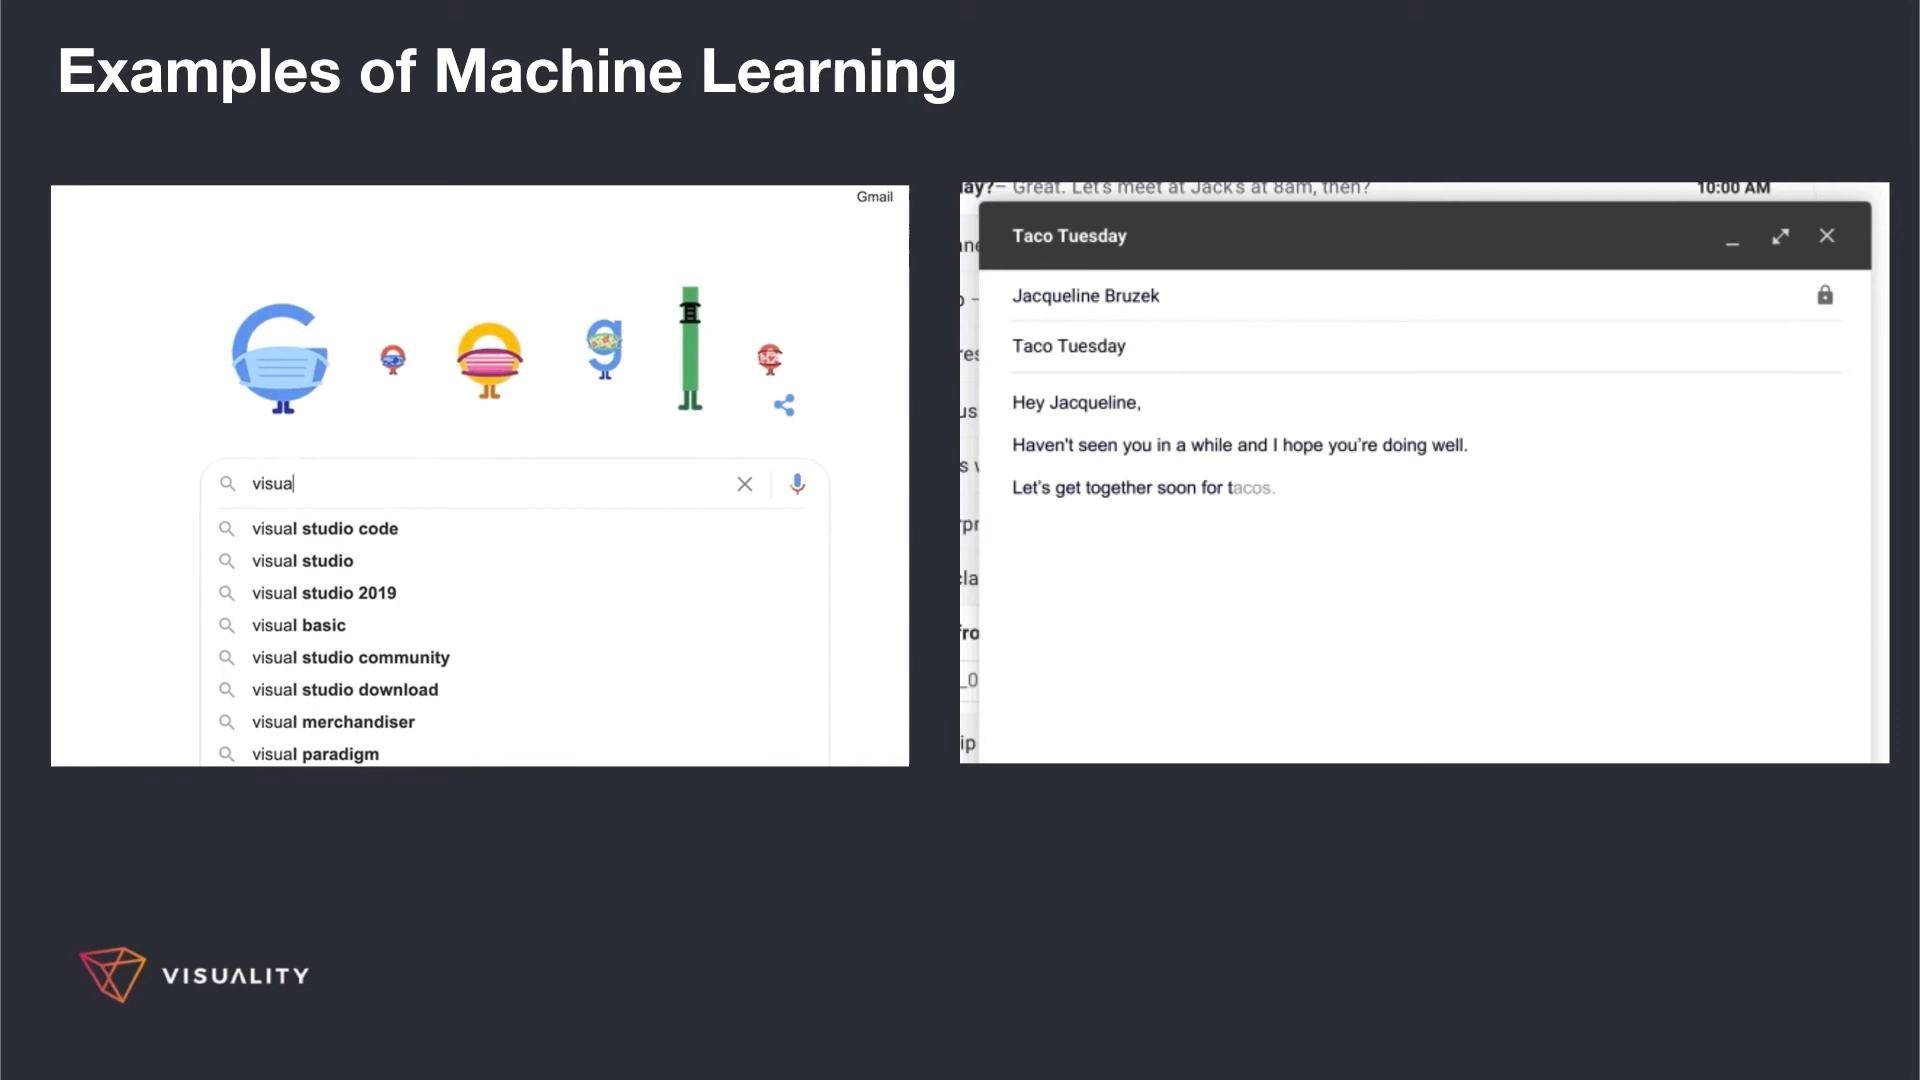 Examples of Machine Learning
Gmail
Google
visua
visual studio code
visual studio
visual studio 2019
visual basic
visual studio community
visual studio download
visual merchandiser
visual paradigm
ay?– Great. Let's meet at Jack's at 8am, then?
10:00 AM
Taco Tuesday
Jacqueline Bruzek
Taco Tuesday
Hey Jacqueline,
Haven't seen you in a while and I hope you're doing well.
Let's get together soon for tacos.
VISUALITY